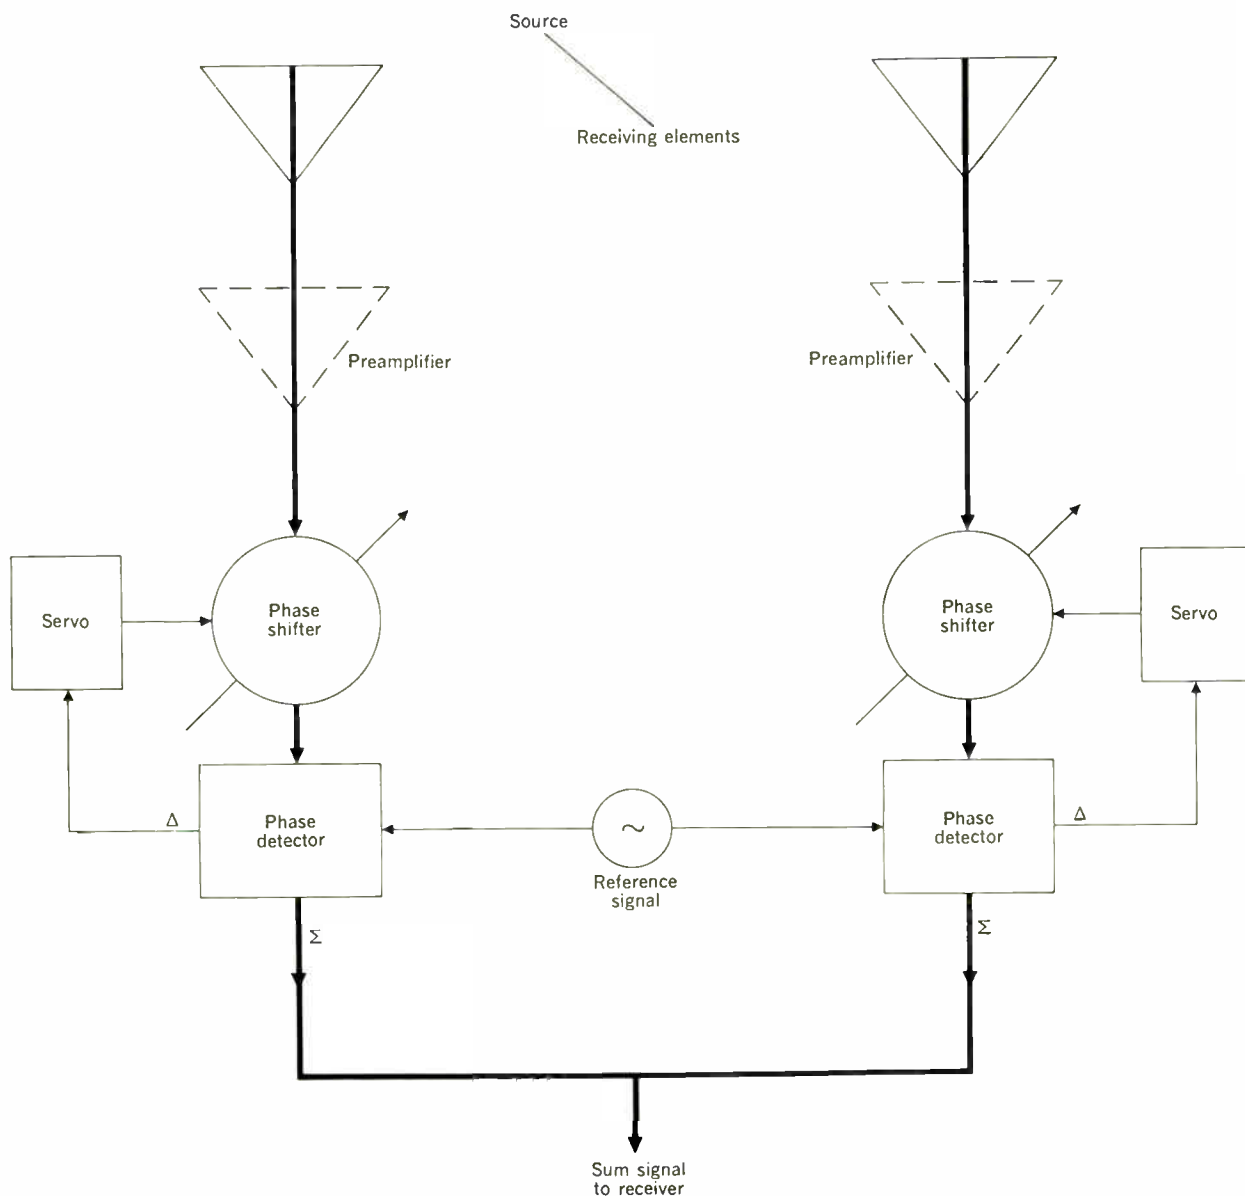 Source
Receiving elements
Preamplifier
Preamplifier
Servo
Phase
shifter
Phase
shifter
Servo
Δ
Phase
detector
~
Reference
signal
Phase
detector
Δ
Σ
Σ
Sum signal
to receiver